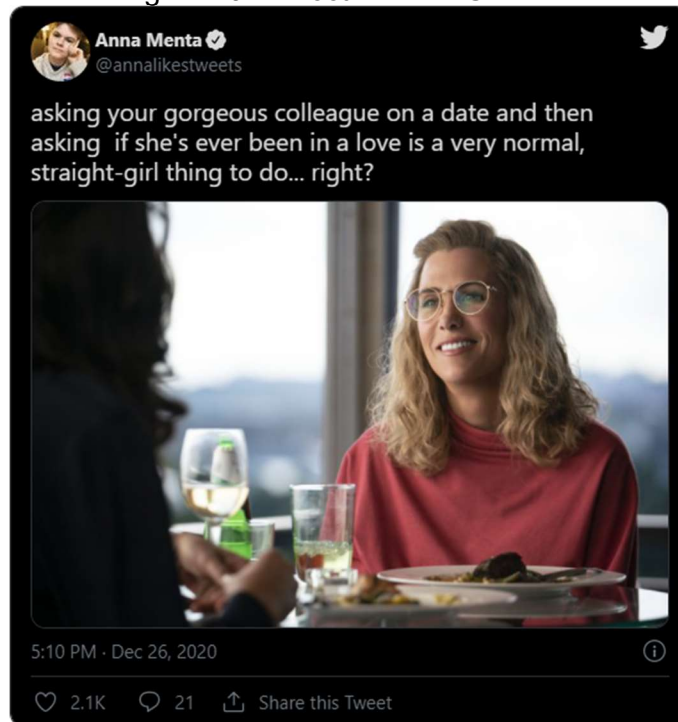 Anna Menta
@annalikestweets
asking your gorgeous colleague on a date and then
asking  if she's ever been in a love is a very normal,
straight-girl thing to do... right?
5:10 PM · Dec 26, 2020
2.1K 21 Share this Tweet